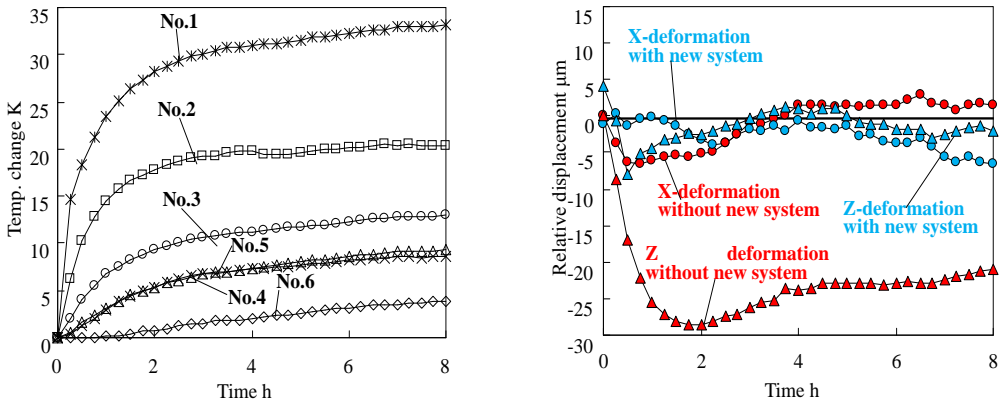 Temp. change K
35
30
25
20
15
10
5
0
No.1
No.2
No.3
No.5
No.4
No.6
0
2
4
6
8
Time h
Relative displacement µm
15
10
5
0
-5
-10
-15
-20
-25
-30
X-deformation
with new system
X-deformation
without new system
Z-deformation
with new system
Z deformation
without new system
0
2
4
6
8
Time h